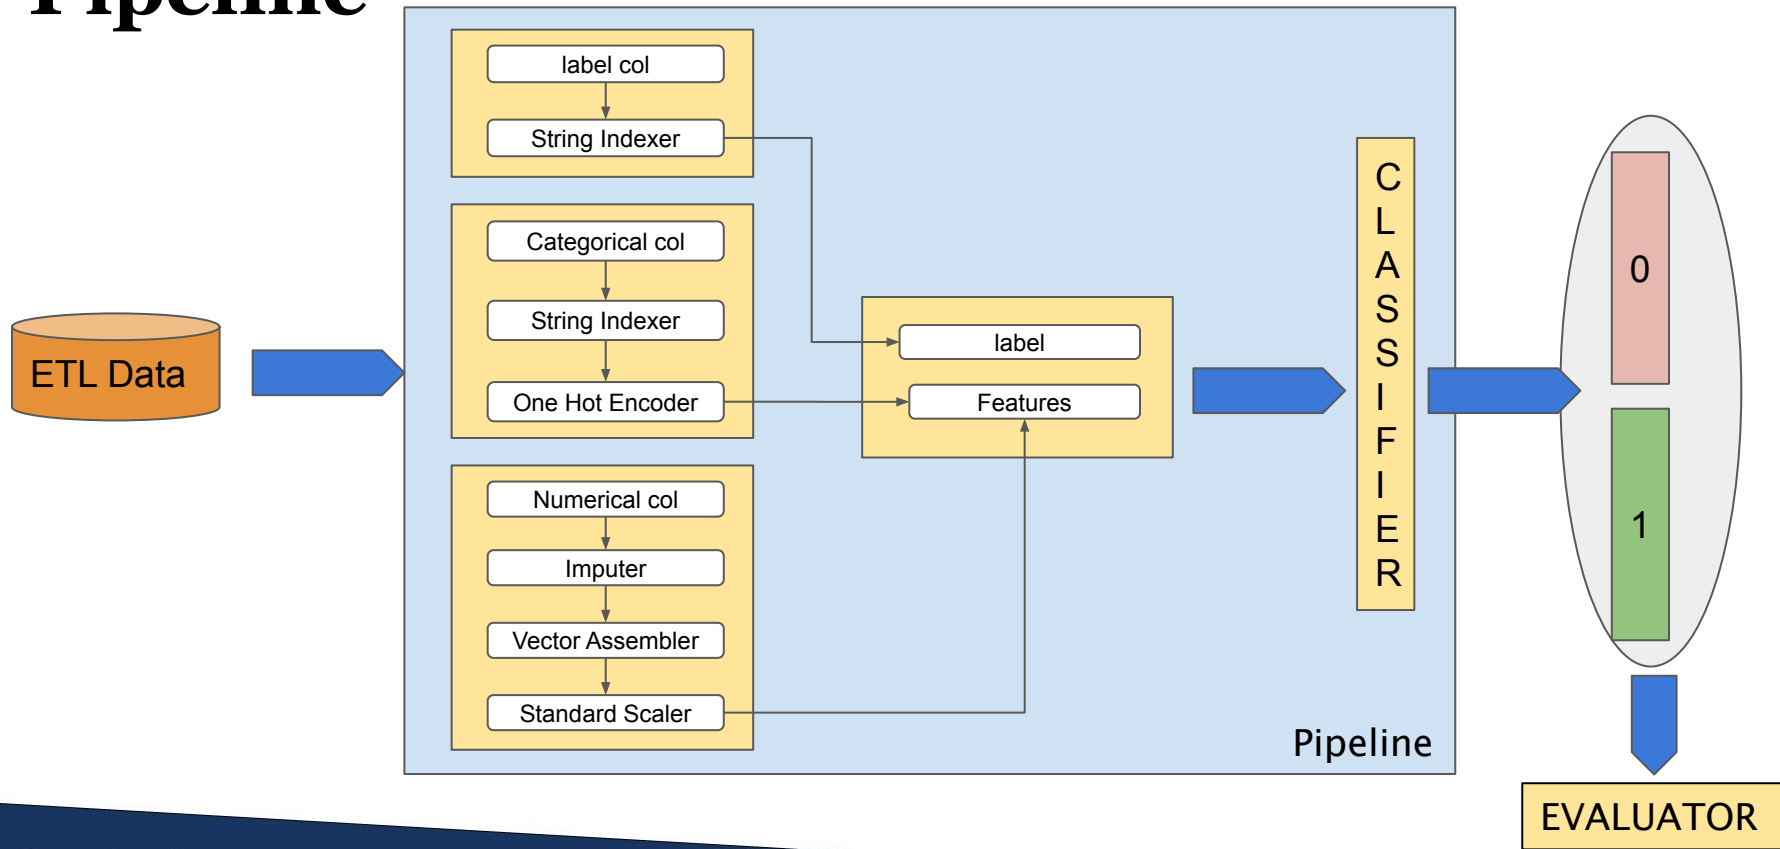 Pipeline
label col
String Indexer
Categorical col
String Indexer
One Hot Encoder
Numerical col
Imputer
Vector Assembler
Standard Scaler
ETL Data
label
Features
CLASSIFIER
0
1
Pipeline
EVALUATOR